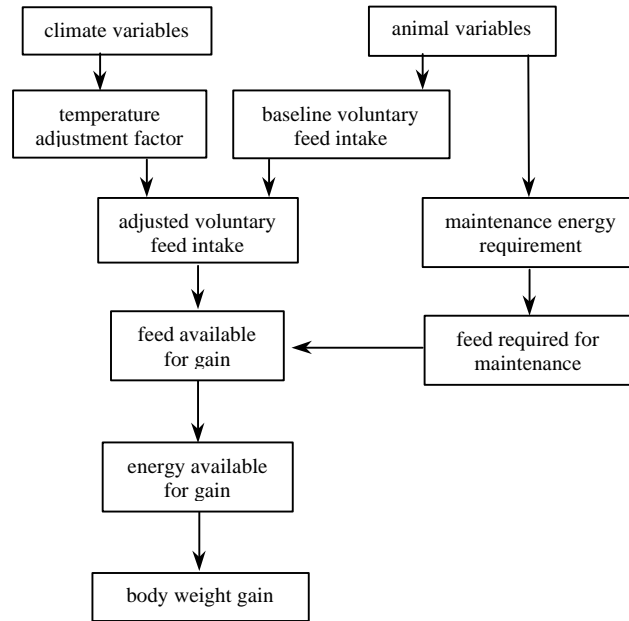 climate variables
animal variables
temperature
adjustment factor
baseline voluntary
feed intake
adjusted voluntary
feed intake
maintenance energy
requirement
feed available
for gain
feed required for
maintenance
energy available
for gain
body weight gain